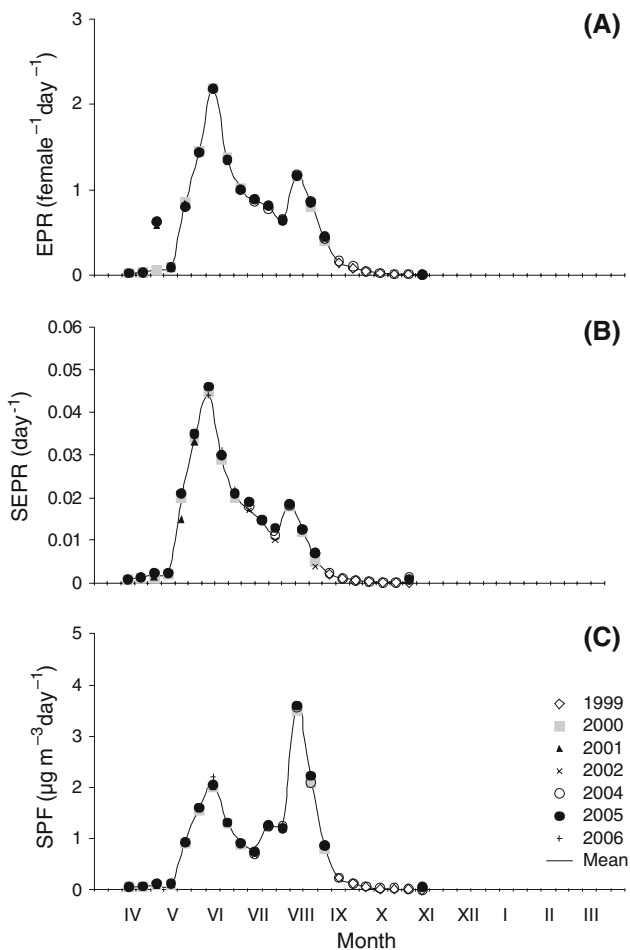 (A)
3
2
1
0
EPR (female⁻¹day⁻¹)
(B)
0.06
0.05
0.04
0.03
0.02
0.01
0
SEPR (day⁻¹)
(C)
5
4
3
2
1
0
SPF (µg m⁻³day⁻¹)
1999
2000
2001
2002
2004
2005
2006
Mean
IV V VI VII VIII IX X XI XII I II III
Month